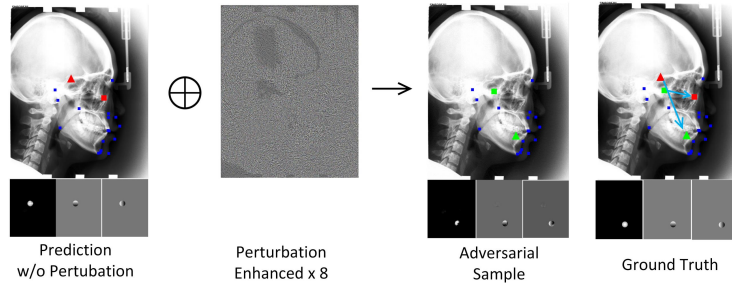 Prediction
w/o Pertubation
Perturbation
Enhanced x 8
Adversarial
Sample
Ground Truth